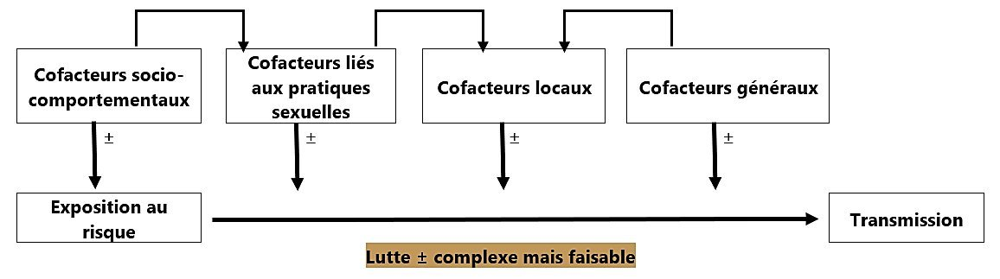 Cofacteurs socio-
comportementaux
Cofacteurs liés
aux pratiques
sexuelles
Cofacteurs locaux
Cofacteurs généraux
±
±
±
±
Exposition au
risque
Transmission
Lutte ± complexe mais faisable